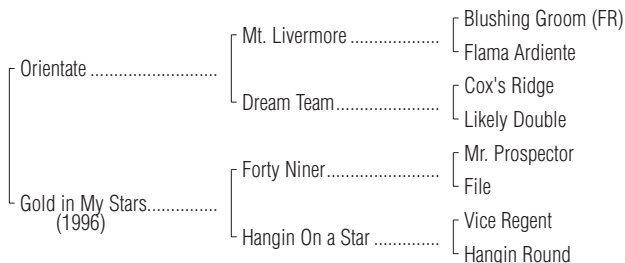 Blushing Groom (FR)
Mt. Livermore ...................
Flama Ardiente
Orientate ...........................
Cox's Ridge
Dream Team......................
Likely Double
Mr. Prospector
Forty Niner........................
File
Gold in My Stars...............
(1996)
Vice Regent
Hangin On a Star ..............
Hangin Round